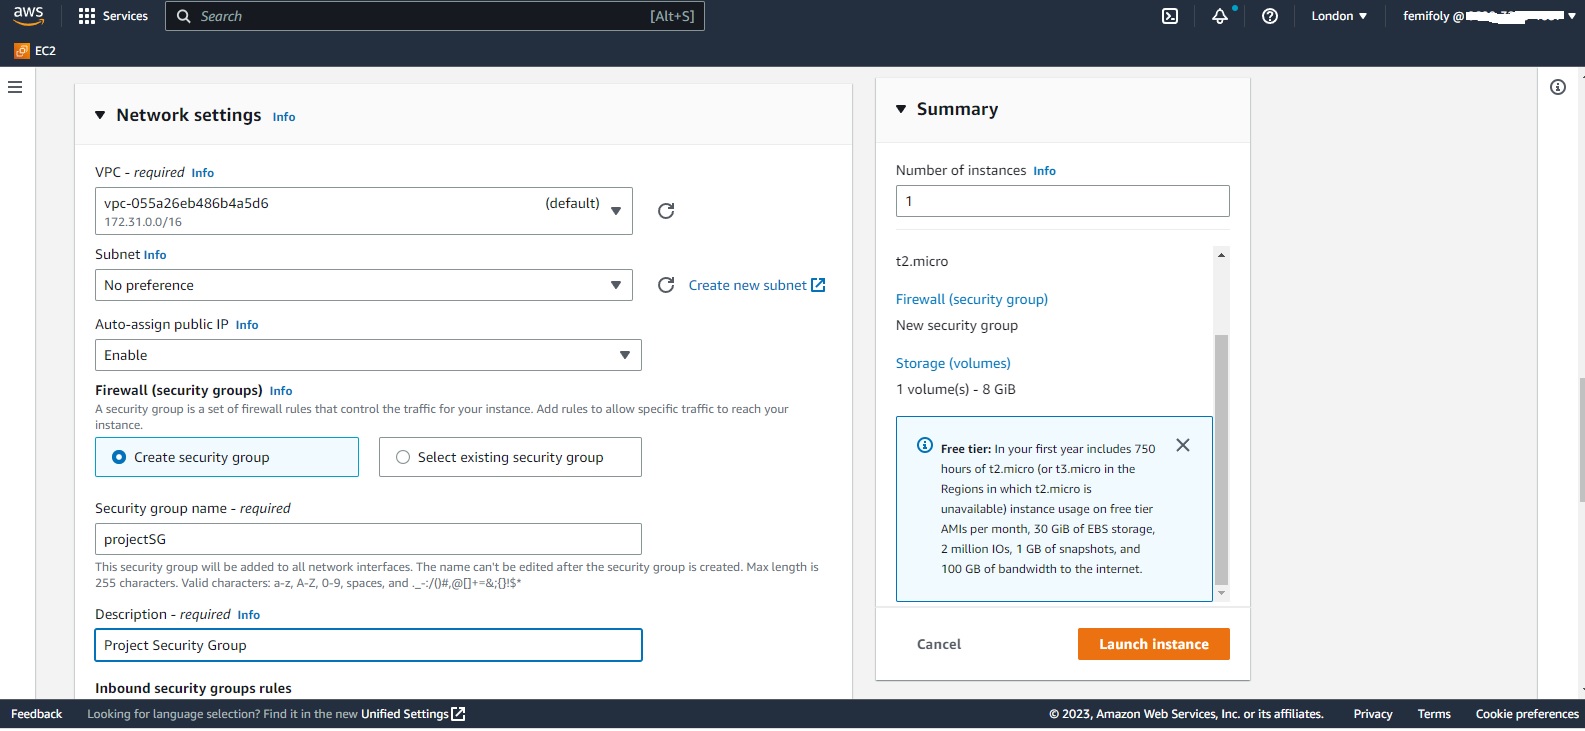 aws
Services
Search
[Alt+S]
London
femifoly @
EC2
Network settings Info
VPC - required Info
vpc-055a26eb486b4a5d6 (default)
172.31.0.0/16
Subnet Info
No preference
Create new subnet
Auto-assign public IP Info
Enable
Firewall (security groups) Info
A security group is a set of firewall rules that control the traffic for your instance. Add rules to allow specific traffic to reach your
instance.
Create security group
Select existing security group
Security group name - required
projectSG
This security group will be added to all network interfaces. The name can't be edited after the security group is created. Max length is
255 characters. Valid characters: a-z, A-Z, 0-9, spaces, and ._-:/()#,@[]+=&;{}!$*
Description - required Info
Project Security Group
Inbound security groups rules
Summary
Number of instances Info
1
t2.micro
Firewall (security group)
New security group
Storage (volumes)
1 volume(s) - 8 GiB
Free tier: In your first year includes 750
hours of t2.micro (or t3.micro in the
Regions in which t2.micro is
unavailable) instance usage on free tier
AMIs per month, 30 GiB of EBS storage,
2 million IOs, 1 GB of snapshots, and
100 GB of bandwidth to the internet.
Cancel
Launch instance
Feedback
Looking for language selection? Find it in the new Unified Settings
© 2023, Amazon Web Services, Inc. or its affiliates.
Privacy
Terms
Cookie preferences